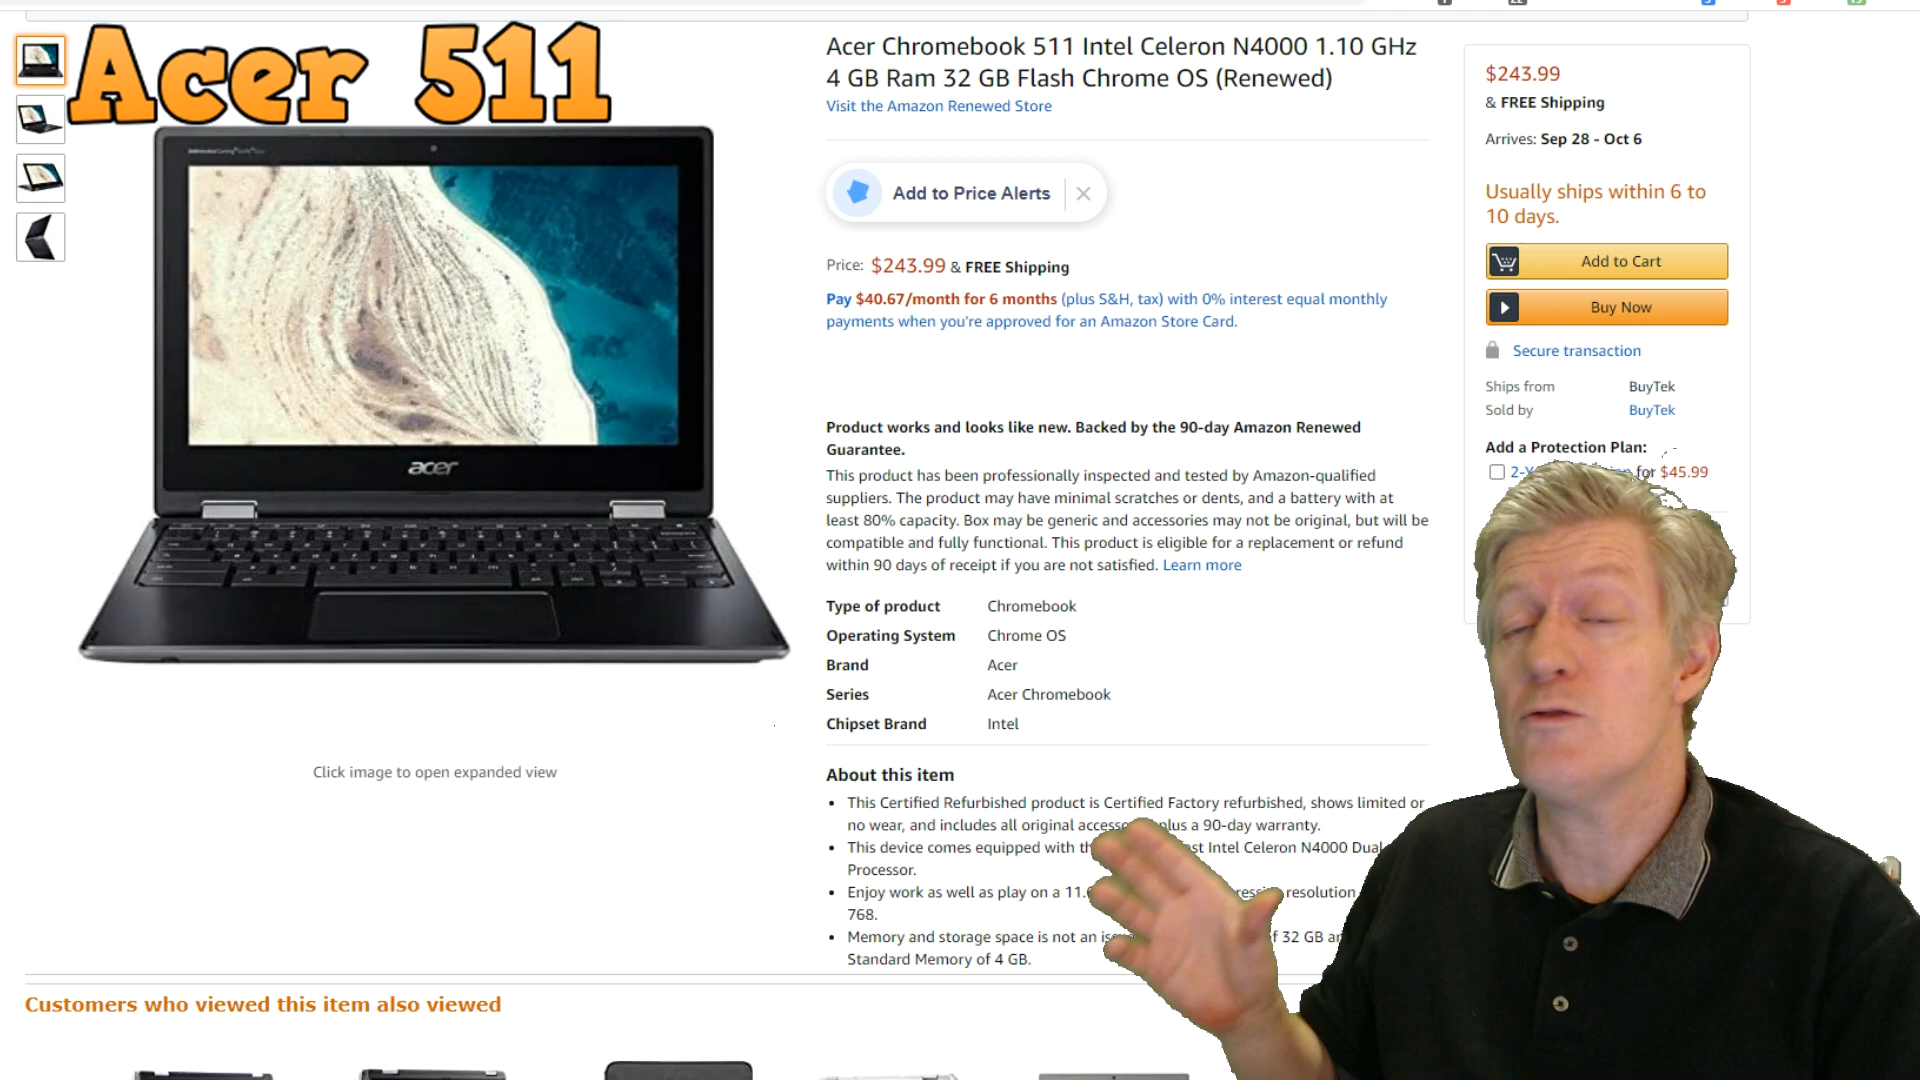 Acer 511
acer
Click image to open expanded view
Acer Chromebook 511 Intel Celeron N4000 1.10 GHz
4 GB Ram 32 GB Flash Chrome OS (Renewed)
Visit the Amazon Renewed Store
Add to Price Alerts
Price: $243.99 & FREE Shipping
Pay $40.67/month for 6 months (plus S&H, tax) with 0% interest equal monthly
payments when you're approved for an Amazon Store Card.
Product works and looks like new. Backed by the 90-day Amazon Renewed
Guarantee.
This product has been professionally inspected and tested by Amazon-qualified
suppliers. The product may have minimal scratches or dents, and a battery with at
least 80% capacity. Box may be generic and accessories may not be original, but will be
compatible and fully functional. This product is eligible for a replacement or refund
within 90 days of receipt if you are not satisfied. Learn more
Type of product Chromebook
Operating System Chrome OS
Brand Acer
Series Acer Chromebook
Chipset Brand Intel
About this item
This Certified Refurbished product is Certified Factory refurbished, shows limited or
no wear, and includes all original plus a 90-day warranty.
This device comes equipped with Intel Celeron N4000 Dual
Processor.
Enjoy work as well as play on a resolution
768.
Memory and storage space is not an 32 GB
Standard Memory of 4 GB.
$243.99
& FREE Shipping
Arrives: Sep 28 - Oct 6
Usually ships within 6 to
10 days.
Add to Cart
Buy Now
Secure transaction
Ships from BuyTek
Sold by BuyTek
Add a Protection Plan:
for $45.99
Customers who viewed this item also viewed